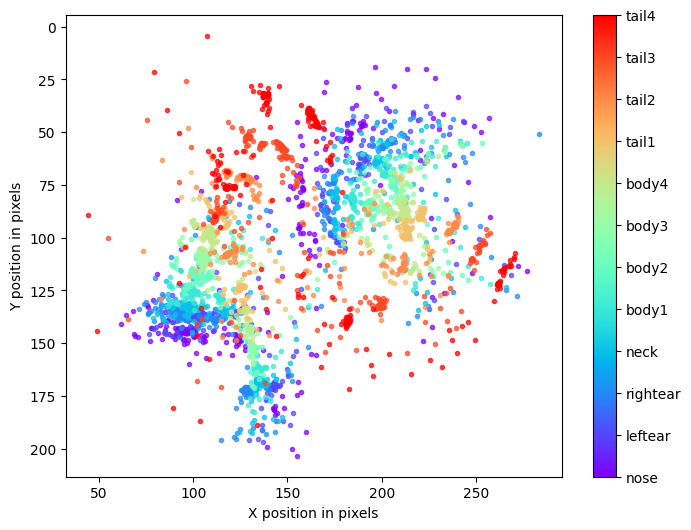 0
25
50
75
100
125
150
175
200
Y position in pixels
50
100
150
200
250
X position in pixels
tail4
tail3
tail2
tail1
body4
body3
body2
body1
neck
rightear
leftear
nose